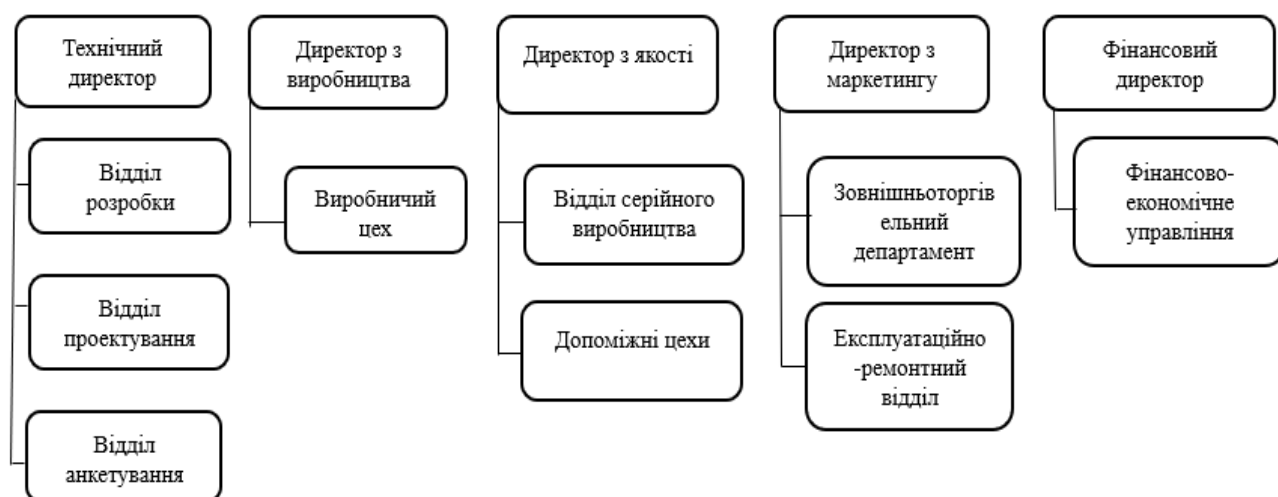 Технічний
директор
Директор з
виробництва
Директор з якості
Директор з
маркетингу
Фінансовий
директор
Відділ
розробки
Виробничий
цех
Відділ серійного
виробництва
Зовнішньоторгів
ельний
департамент
Фінансово-
економічне
управління
Відділ
проектування
Допоміжні цехи
Експлуатаційно
-ремонтний
відділ
Відділ
анкетування